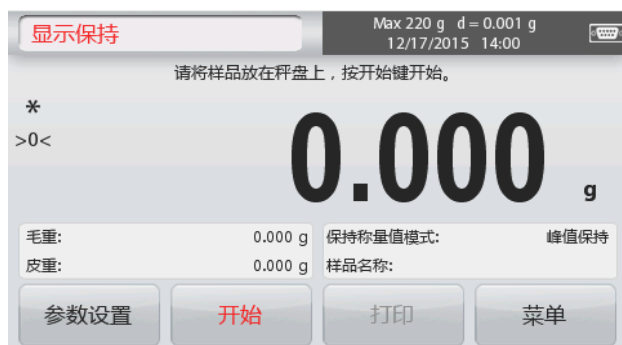 显示保持
Max 220 g d = 0.001 g
12/17/2015 14:00
请将样品放在秤盘上，按开始键开始。
*
>0<
0.000 g
毛重: 0.000 g 保持称量值模式: 峰值保持
皮重: 0.000 g 样品名称:
参数设置 开始 打印 菜单